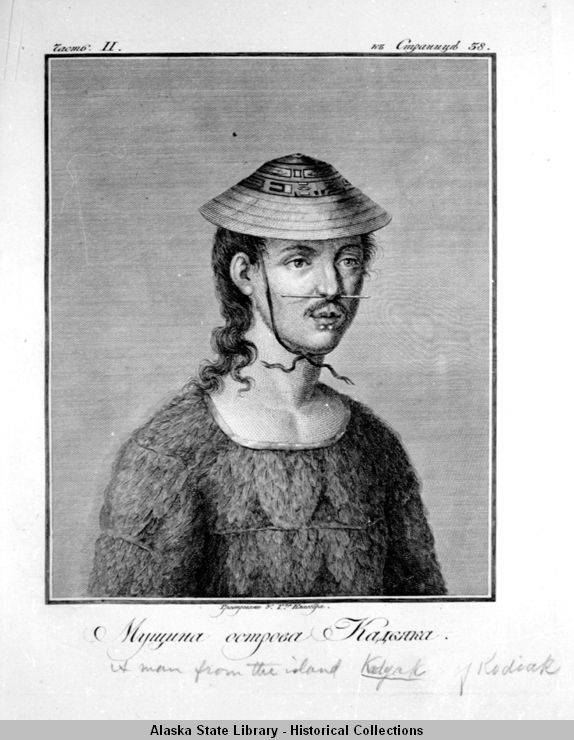 Часть II.
къ Страницѣ 58.
Мущина острова Кадьяка.
A man from the island Kdyak of Kodiak
Alaska State Library - Historical Collections